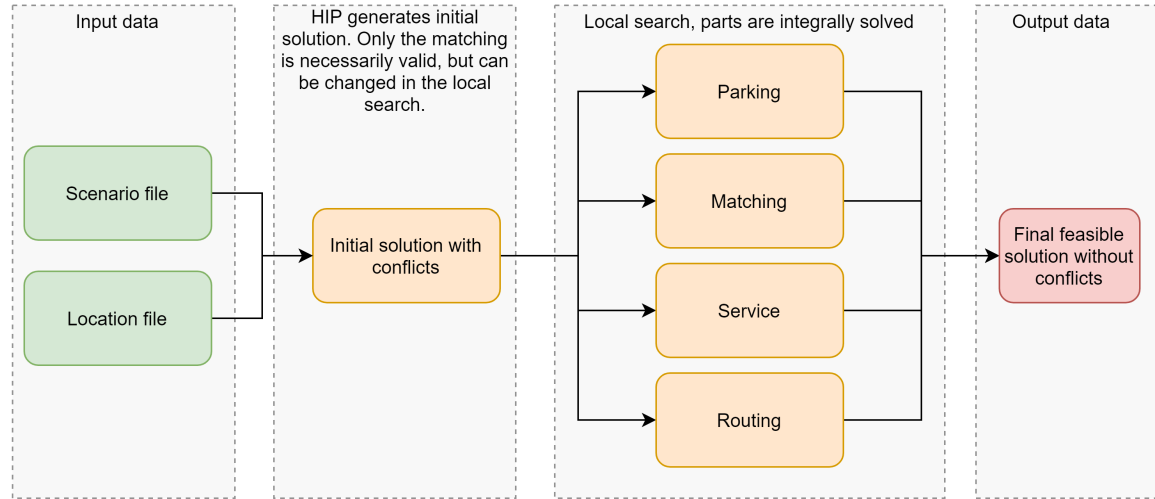 Input data
Scenario file
Location file
HIP generates initial
solution. Only the matching
is necessarily valid, but can
be changed in the local
search.
Initial solution with
conflicts
Local search, parts are integrally solved
Parking
Matching
Service
Routing
Output data
Final feasible
solution without
conflicts